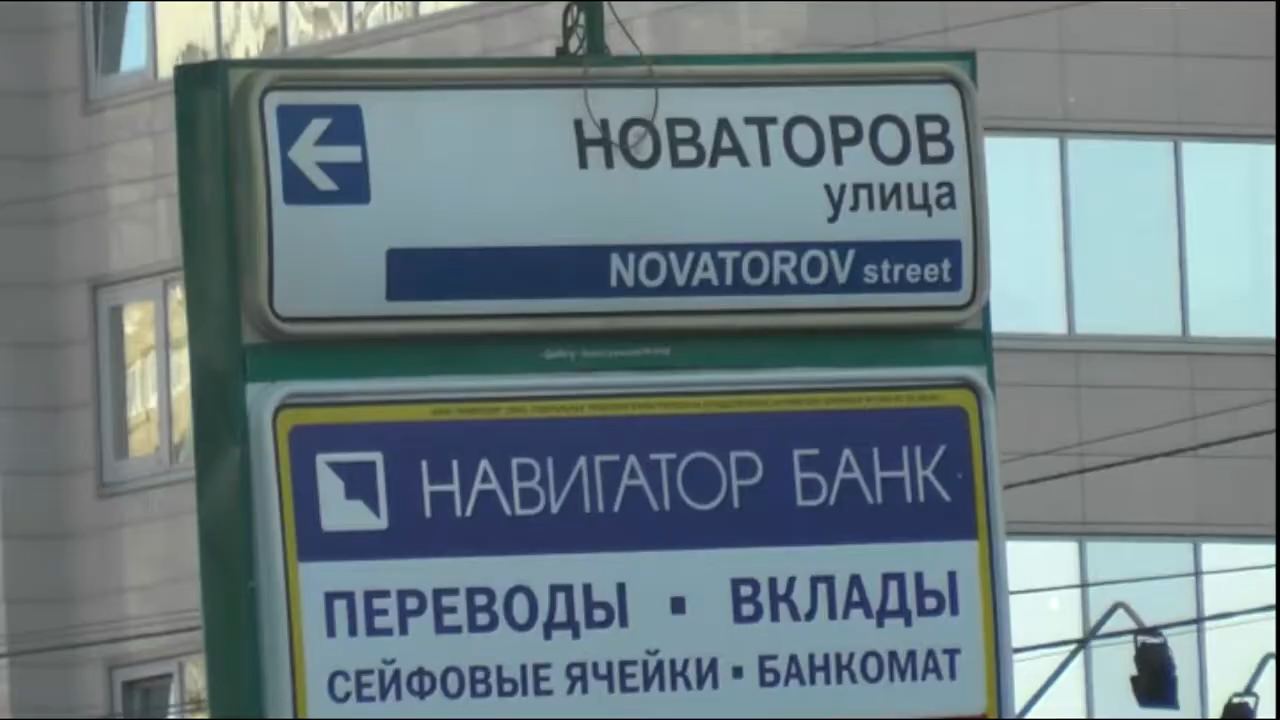 НОВАТОРОВ
улица
NOVATOROV street
НАВИГАТОР БАНК
ПЕРЕВОДЫ ▪ ВКЛАДЫ
СЕЙФОВЫЕ ЯЧЕЙКИ ▪ БАНКОМАТ